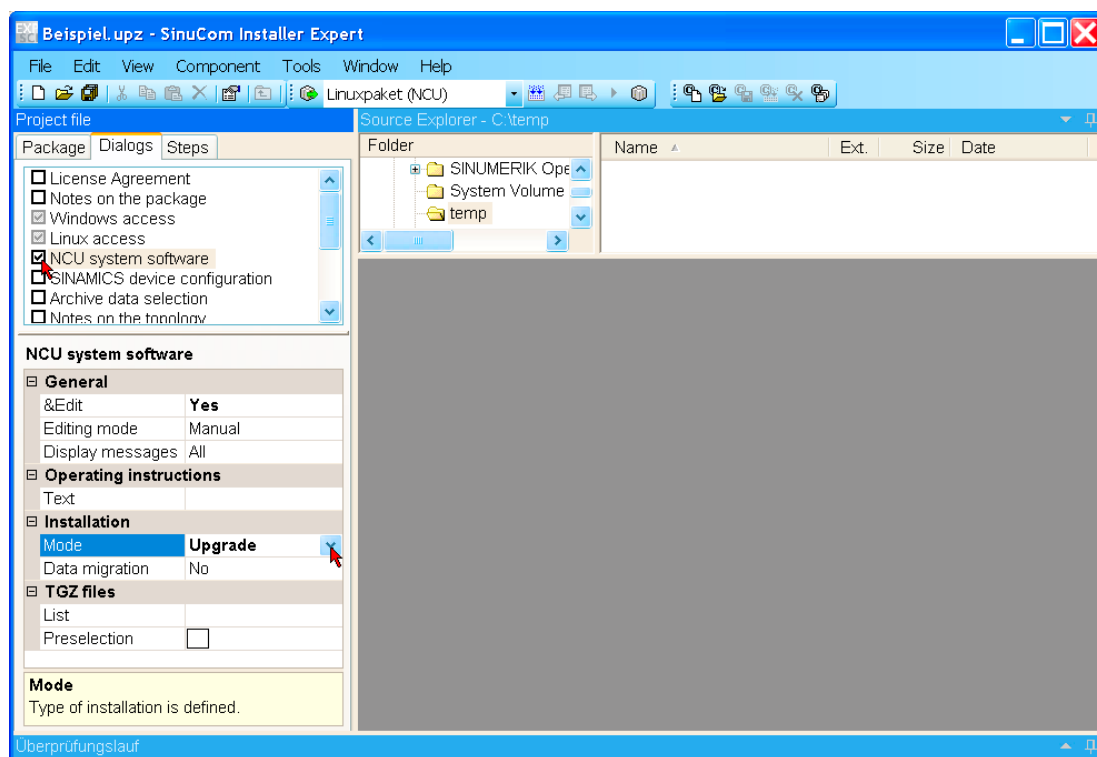 Beispiel.upz - SinuCom Installer Expert
File Edit View Component Tools Window Help
Linuxpaket (NCU)
Project file
Source Explorer - C:\temp
Package Dialogs Steps
Folder
Name Ext. Size Date
License Agreement
Notes on the package
Windows access
Linux access
NCU system software
SINAMICS device configuration
Archive data selection
Notes on the topology
SINUMERIK Ope
System Volume
temp
NCU system software
General
&Edit Yes
Editing mode Manual
Display messages All
Operating instructions
Text
Installation
Mode Upgrade
Data migration No
TGZ files
List
Preselection
Mode
Type of installation is defined.
Überprüfungslauf